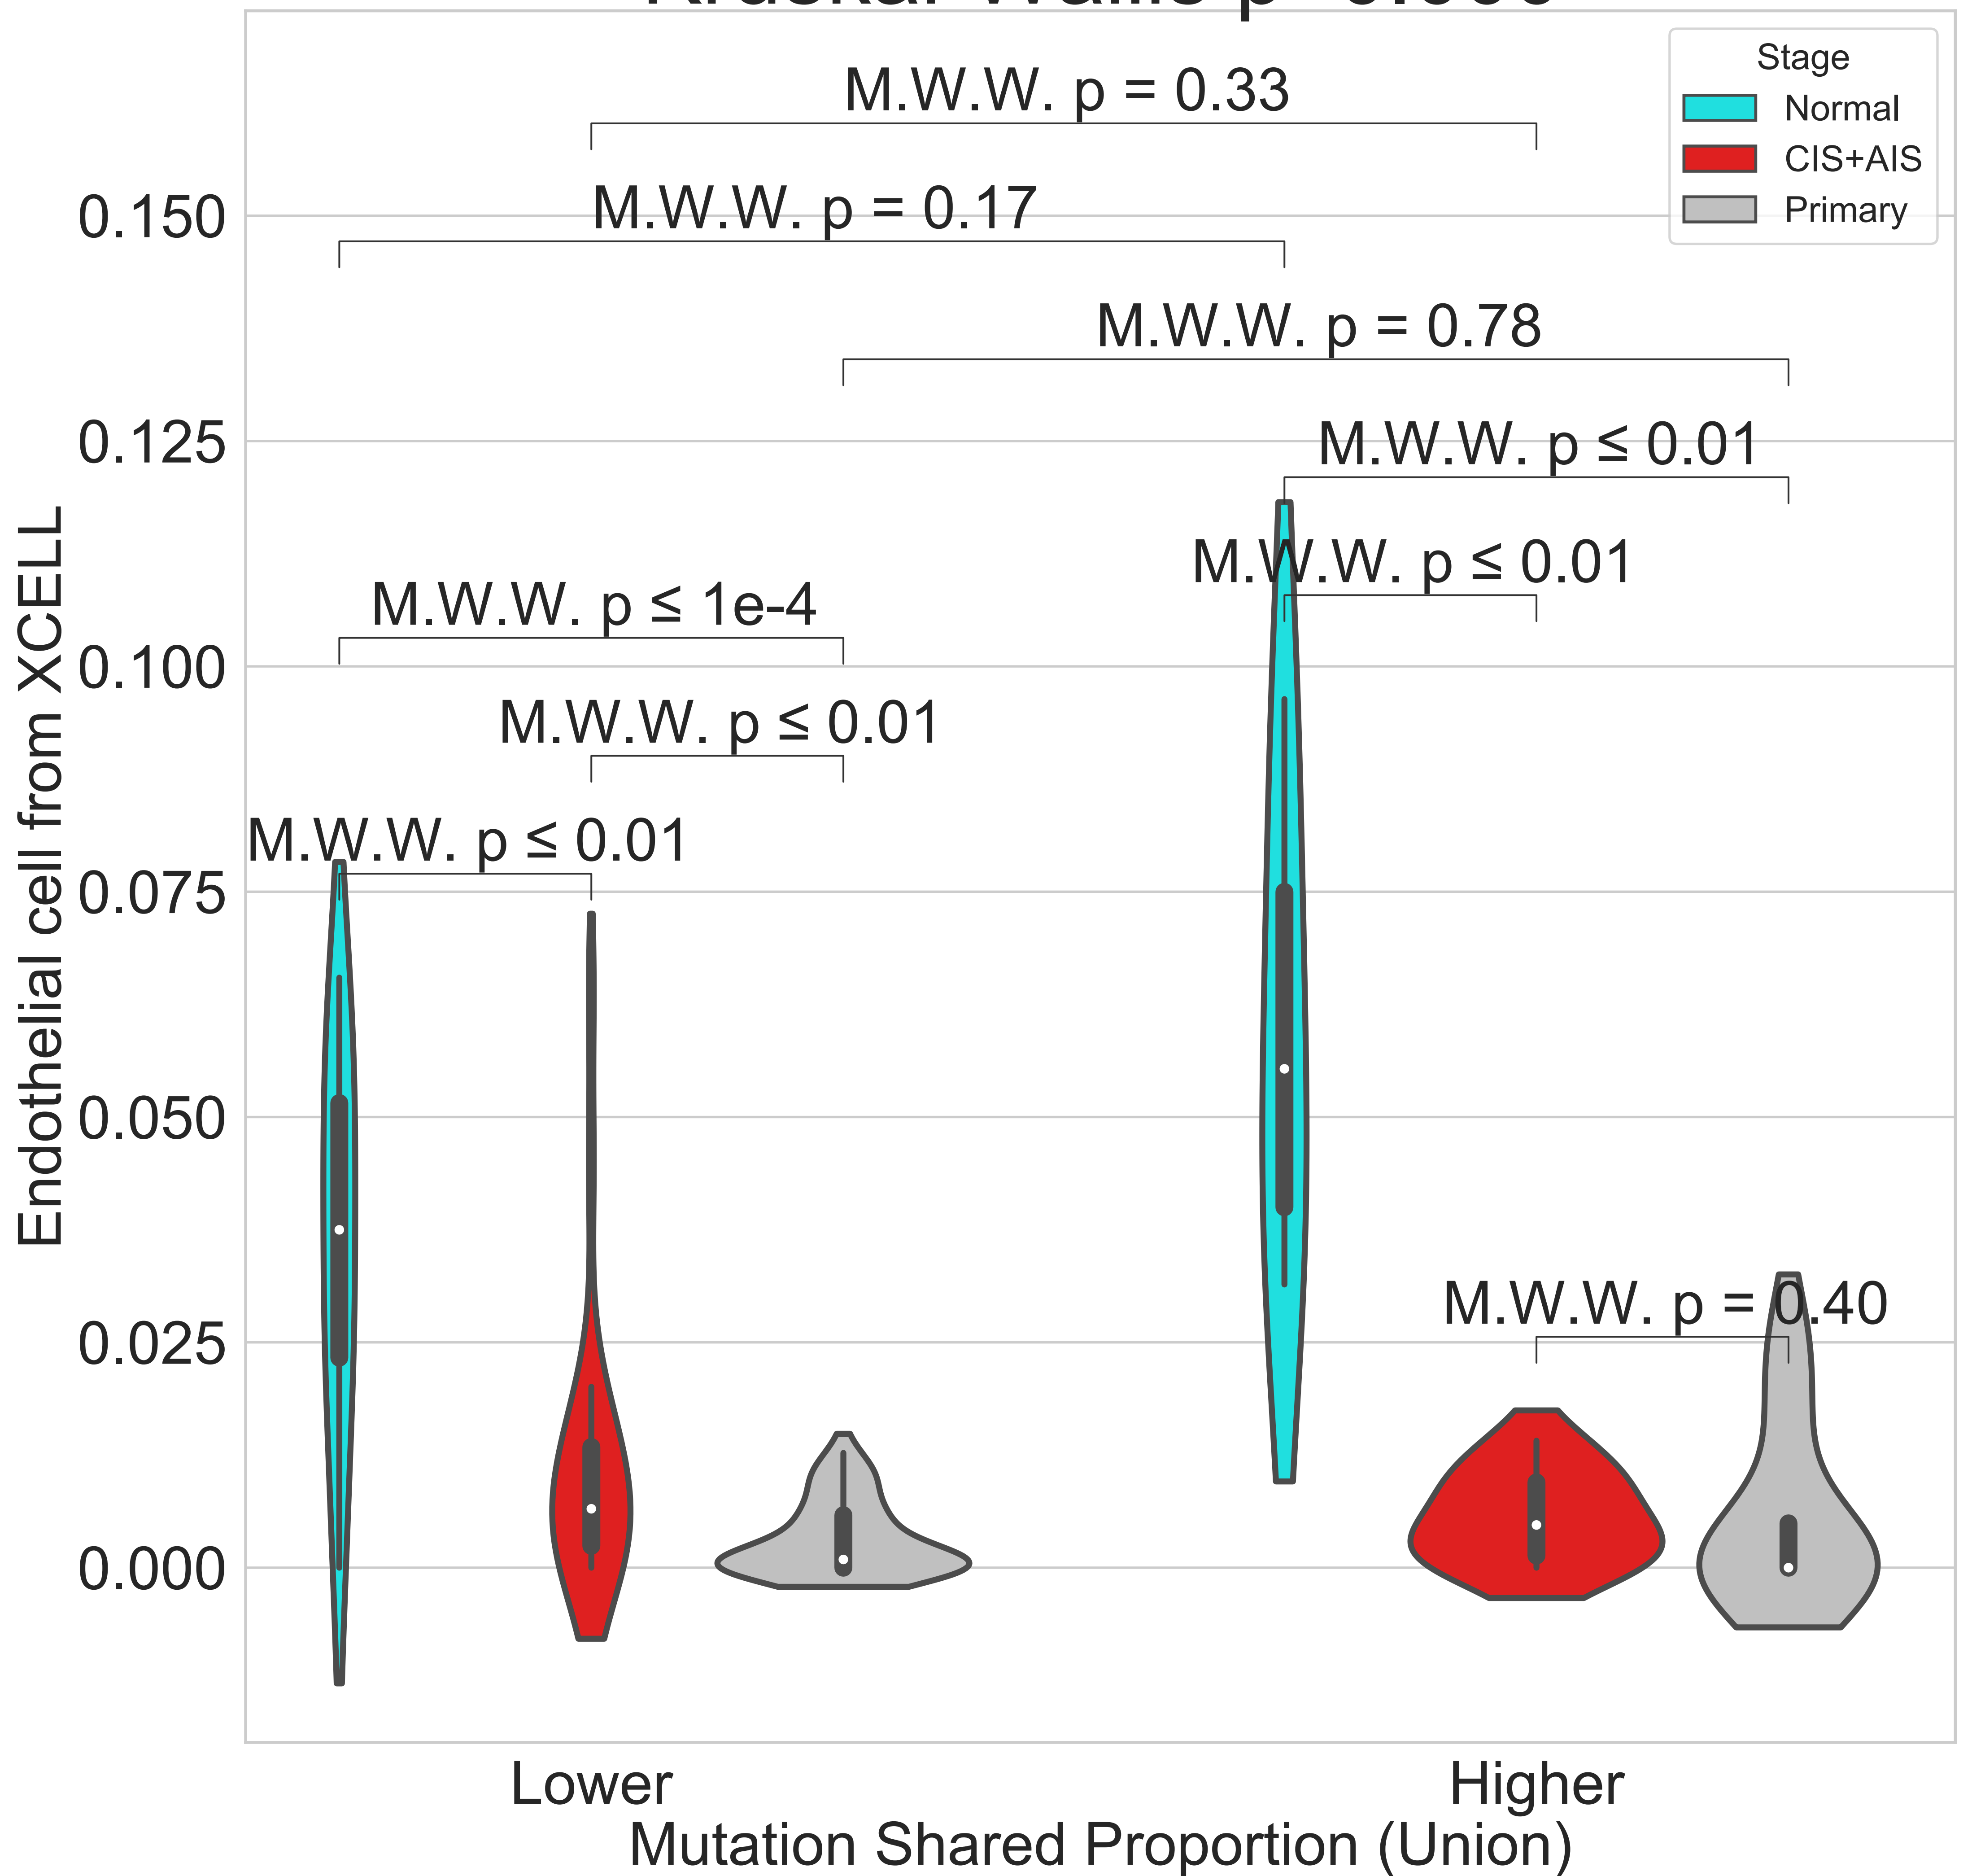 Stage
Normal
CIS+AIS
Primary
M.W.W. p = 0.33
M.W.W. p = 0.17
M.W.W. p = 0.78
M.W.W. p ≤ 0.01
M.W.W. p ≤ 0.01
M.W.W. p ≤ 1e-4
M.W.W. p ≤ 0.01
M.W.W. p ≤ 0.01
M.W.W. p = 0.40
0.150
0.125
0.100
0.075
0.050
0.025
0.000
Endothelial cell from XCELL
Lower
Higher
Mutation Shared Proportion (Union)